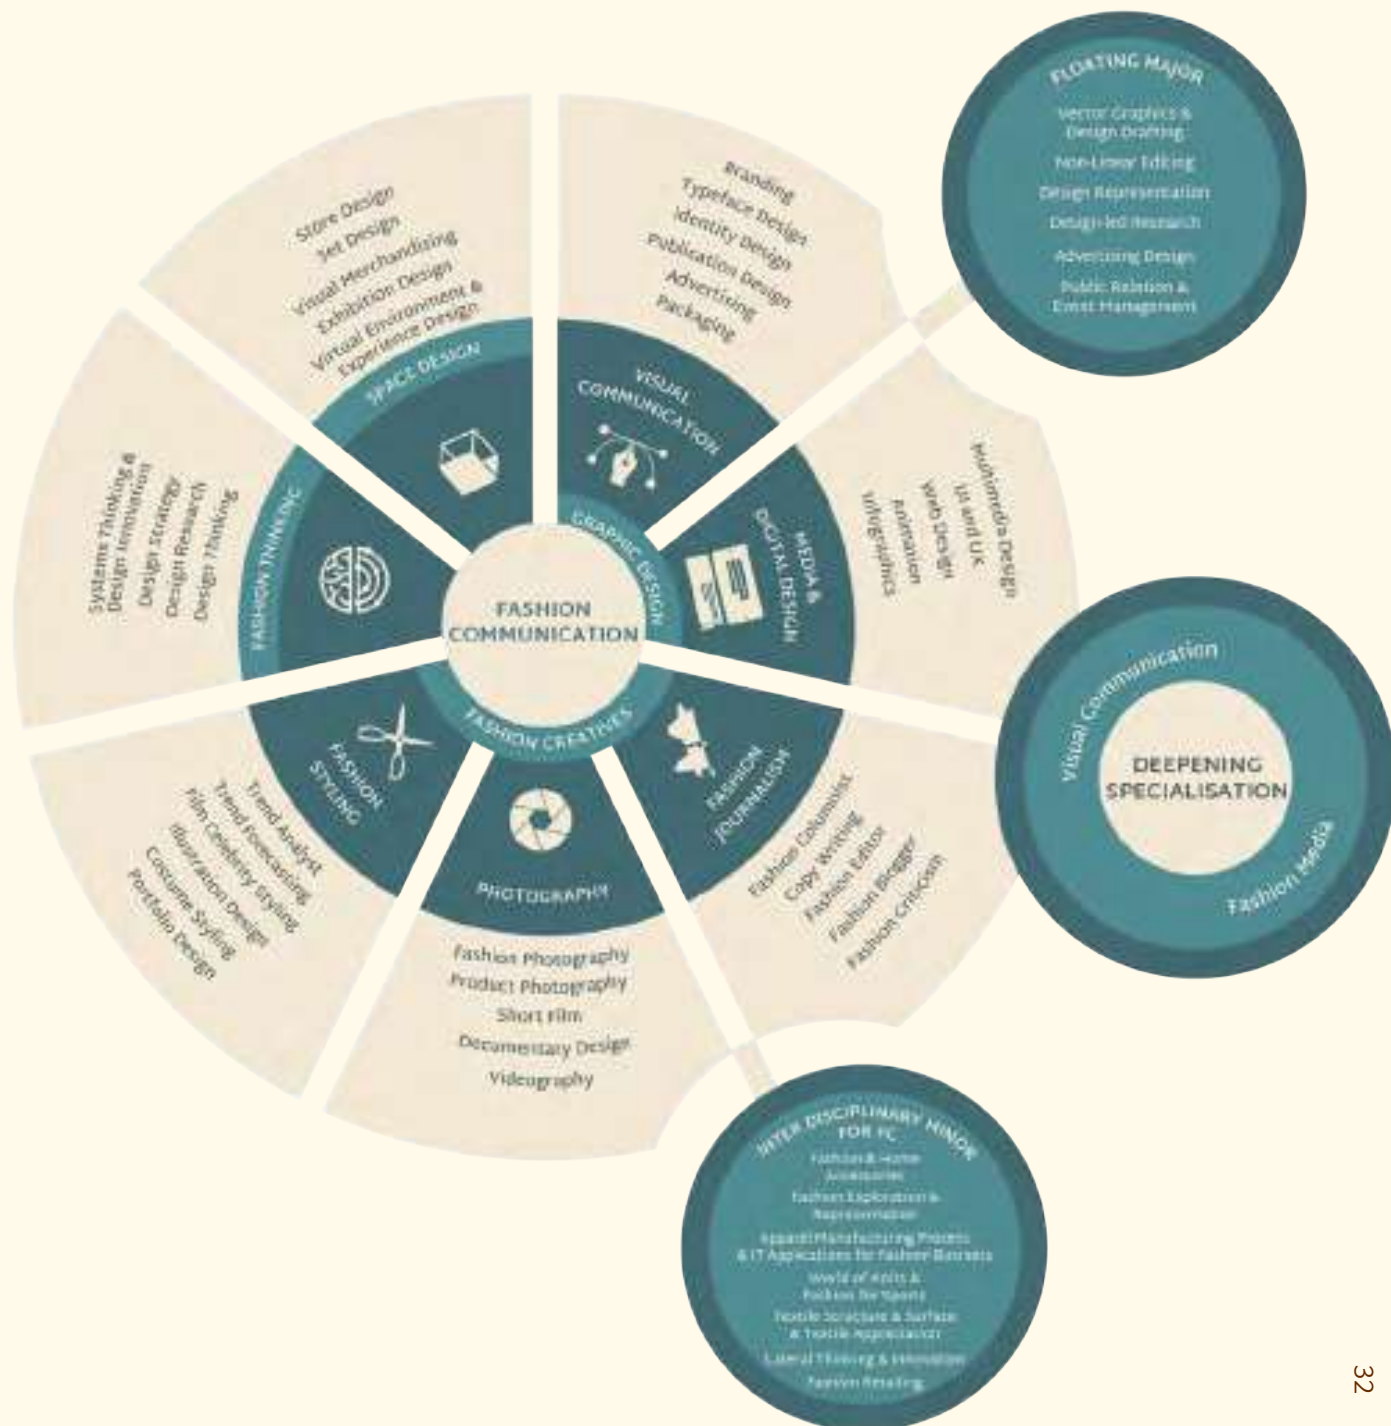 FASHION
COMMUNICATION
GRAPHIC DESIGN
VISUAL
COMMUNICATION
Branding
Typeface Design
Identity Design
Publication Design
Advertising
Packaging
MEDIA &
DIGITAL DESIGN
Multimedia Design
UI and UX
Web Design
Animation
Infographics
FASHION CREATIVES
FASHION
JOURNALISM
Fashion Columnist
Copy Writing
Fashion Editor
Fashion Blogger
Fashion Criticism
PHOTOGRAPHY
Fashion Photography
Product Photography
Short Film
Documentary Design
Videography
FASHION
STYLING
Trend Analyst
Trend Forecasting
Film Celebrity Styling
Illustration Design
Costume Styling
Portfolio Design
FASHION THINKING
Systems Thinking &
Design Innovation
Design Strategy
Design Research
Design Thinking
SPACE DESIGN
Store Design
Set Design
Visual Merchandizing
Exhibition Design
Virtual Environment &
Experience Design
FLOATING MAJOR
Vector Graphics &
Design Drafting
Non-Linear Editing
Design Representation
Design-led Research
Advertising Design
Public Relation &
Event Management
DEEPENING
SPECIALISATION
Visual Communication
Fashion Media
INTER DISCIPLINARY MINOR
FOR FC
Fashion & Home
Accessories
Fashion Exploration &
Representation
Apparel Manufacturing Process
& IT Applications for Fashion Business
World of Knits &
Fashion for Sports
Textile Structure & Surface
& Textile Appreciation
Lateral Thinking & Innovation
Fashion Retailing
32